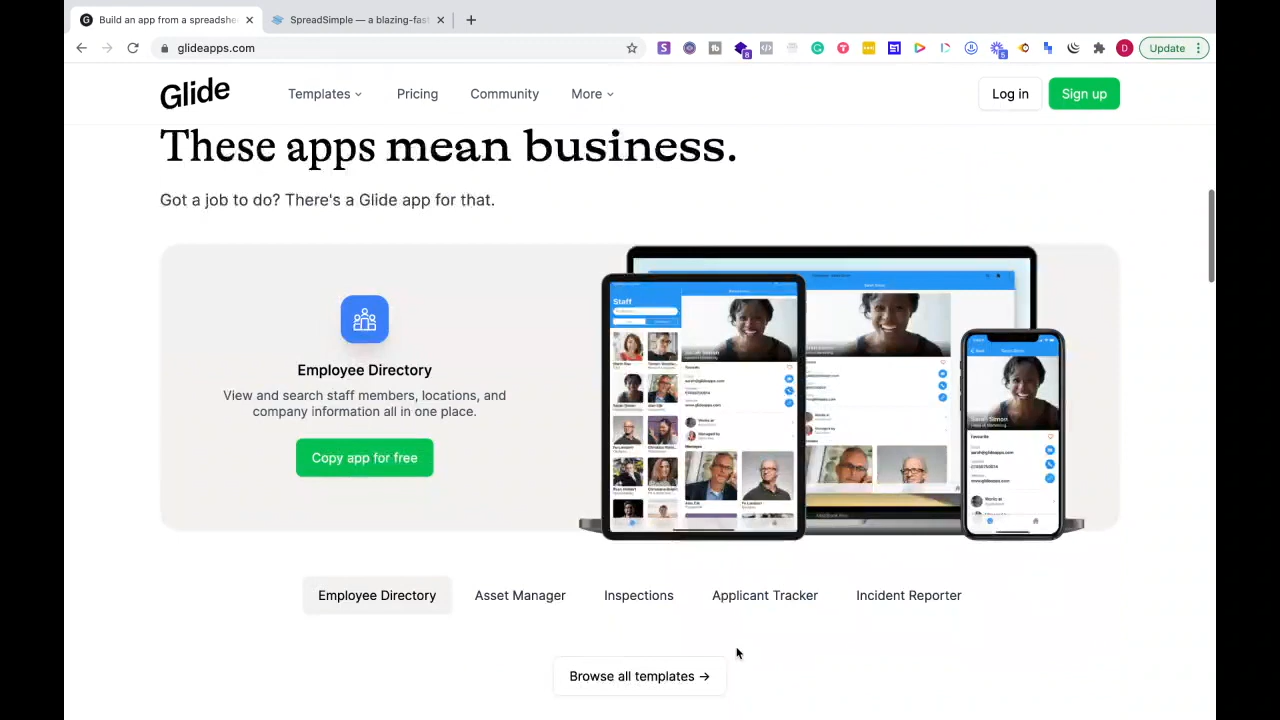 Build an app from a spreadshe
SpreadSimple — a blazing-fast
glideapps.com
Update
Glide
Templates
Pricing
Community
More
Log in
Sign up
These apps mean business.
Got a job to do? There's a Glide app for that.
Employee Directory
View and search staff members, locations, and
company information all in one place.
Copy app for free
Staff
Employee Directory
Asset Manager
Inspections
Applicant Tracker
Incident Reporter
Browse all templates →